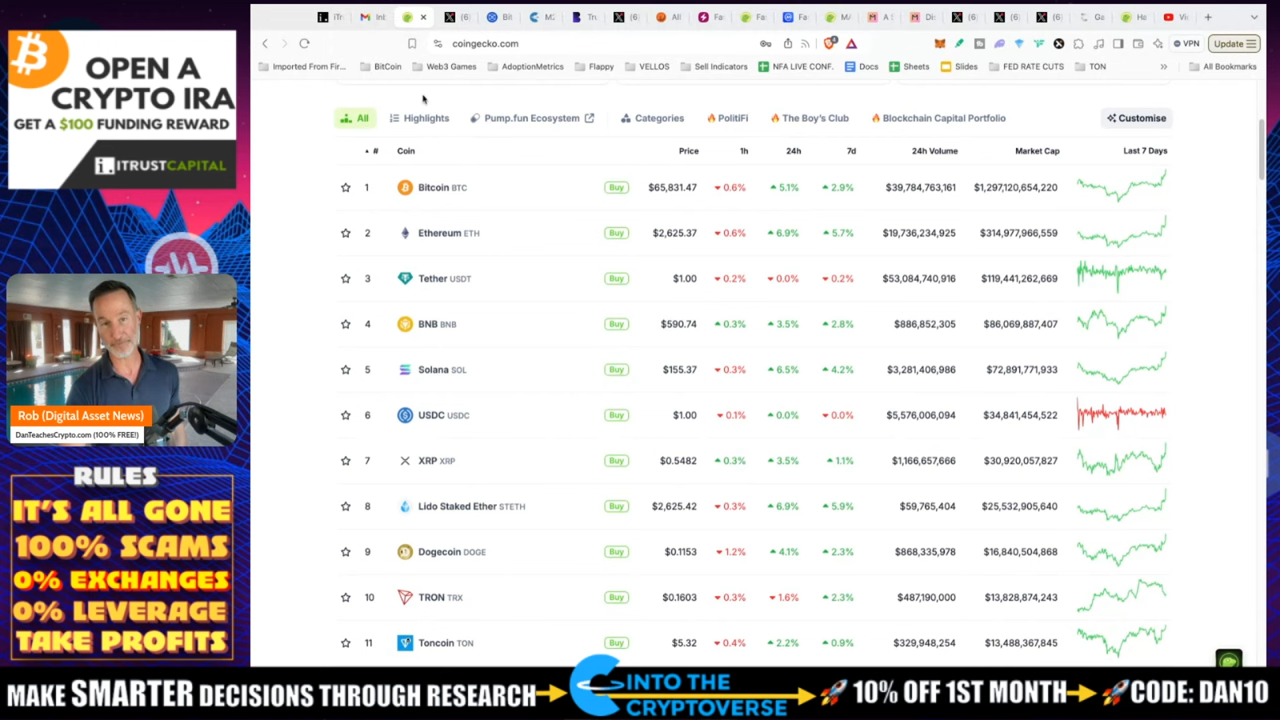 OPEN A
CRYPTO IRA
GET A $100 FUNDING REWARD
iTRUSTCAPITAL
Rob (Digital Asset News)
DanTeachesCrypto.com (100% FREE!)
RULES
IT'S ALL GONE
100% SCAMS
0% EXCHANGES
0% LEVERAGE
TAKE PROFITS
coingecko.com
VPN
Update
Imported From Fir...
BitCoin
Web3 Games
AdoptionMetrics
Flappy
VELLOS
Sell Indicators
NFA LIVE CONF.
Docs
Sheets
Slides
FED RATE CUTS
TON
All Bookmarks
All Highlights Pump.fun Ecosystem Categories PolitiFi The Boy's Club Blockchain Capital Portfolio Customise
# Coin Price 1h 24h 7d 24h Volume Market Cap Last 7 Days
1 Bitcoin BTC Buy $65,831.47 0.6% 5.1% 2.9% $39,784,763,161 $1,297,120,654,220
2 Ethereum ETH Buy $2,625.37 0.6% 6.9% 5.7% $19,736,234,925 $314,977,966,559
3 Tether USDT Buy $1.00 0.2% 0.0% 0.2% $53,084,740,916 $119,441,262,669
4 BNB BNB Buy $590.74 0.3% 3.5% 2.8% $886,852,305 $86,069,887,407
5 Solana SOL Buy $155.37 0.3% 6.5% 4.2% $3,281,406,986 $72,891,771,933
6 USDC USDC Buy $1.00 0.1% 0.0% 0.0% $5,576,006,094 $34,841,454,522
7 XRP XRP Buy $0.5482 0.3% 3.5% 1.1% $1,166,657,666 $30,920,057,827
8 Lido Staked Ether STETH Buy $2,625.42 0.3% 6.9% 5.9% $59,765,404 $25,532,905,640
9 Dogecoin DOGE Buy $0.1153 1.2% 4.1% 2.3% $868,335,978 $16,840,504,868
10 TRON TRX Buy $0.1603 0.3% 1.6% 2.3% $487,190,000 $13,828,874,243
11 Toncoin TON Buy $5.32 0.4% 2.2% 0.9% $329,948,254 $13,488,367,845
MAKE SMARTER DECISIONS THROUGH RESEARCH
INTO THE
CRYPTOVERSE
10% OFF 1ST MONTH
CODE: DAN10